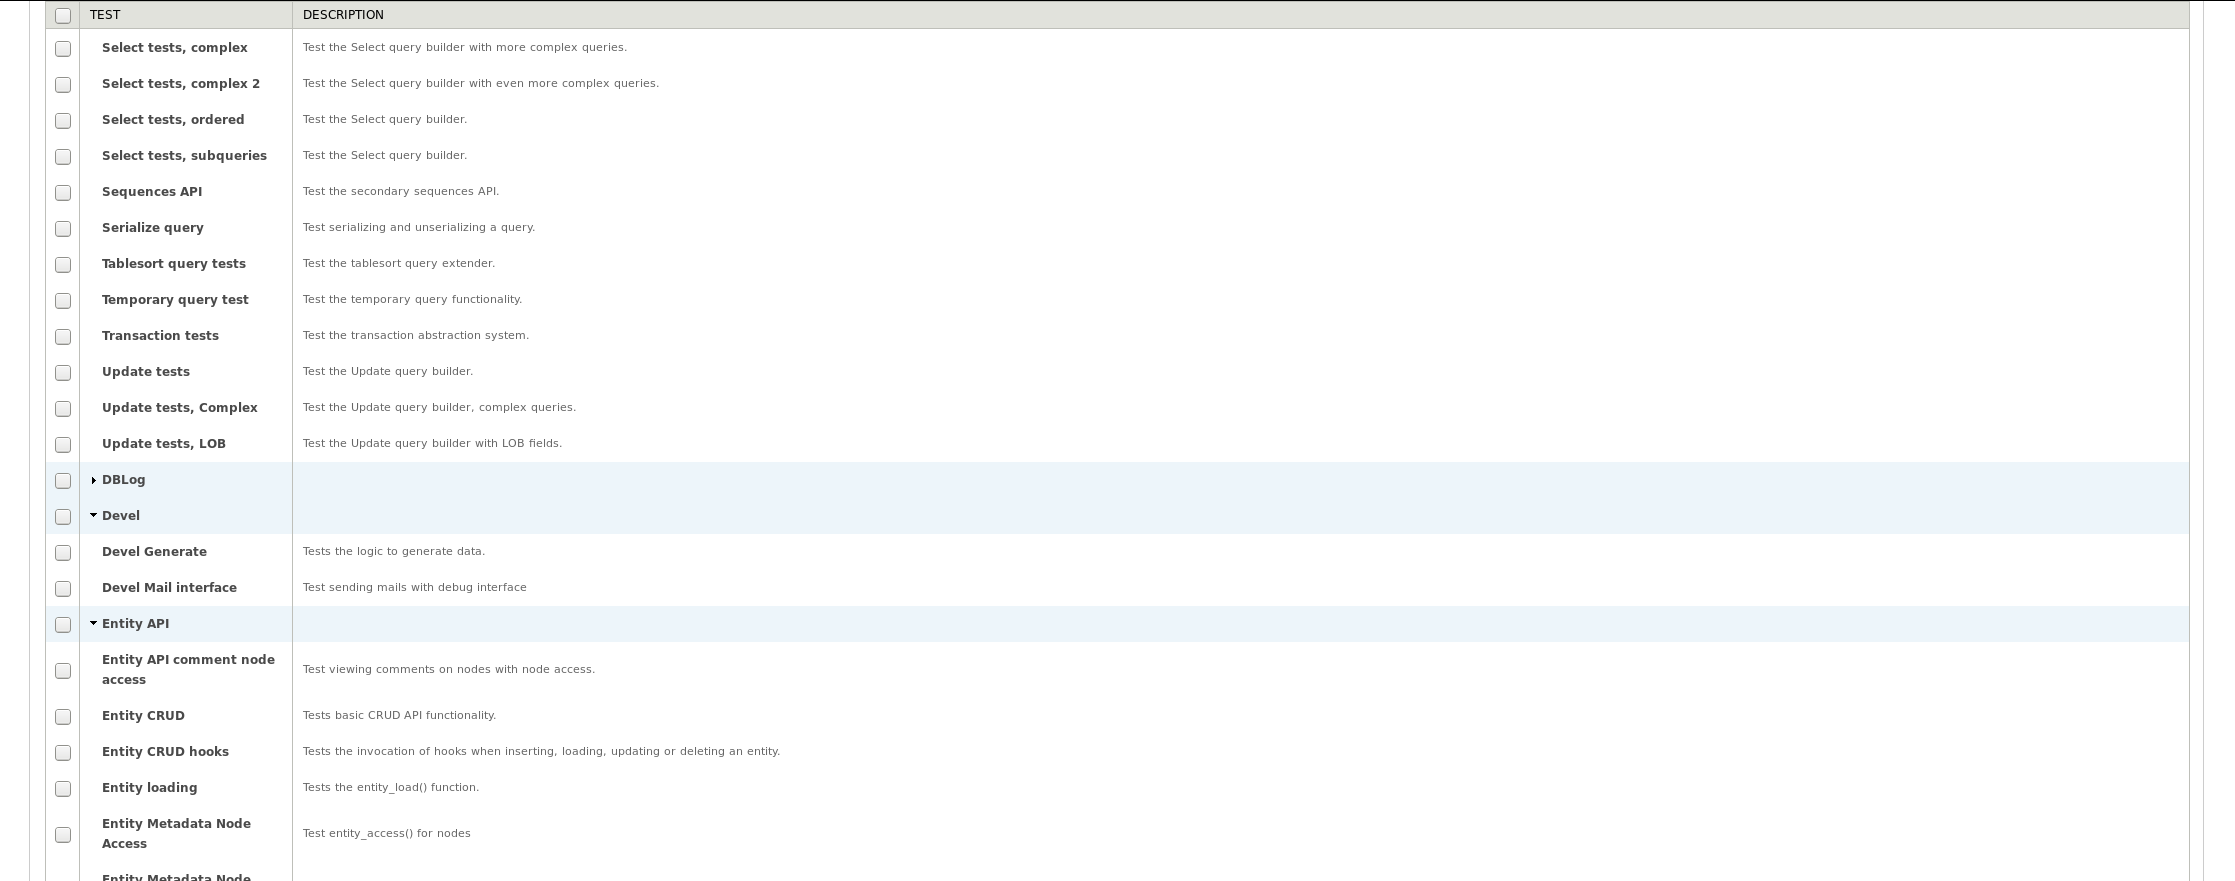 TEST DESCRIPTION
Select tests, complex Test the Select query builder with more complex queries.
Select tests, complex 2 Test the Select query builder with even more complex queries.
Select tests, ordered Test the Select query builder.
Select tests, subqueries Test the Select query builder.
Sequences API Test the secondary sequences API.
Serialize query Test serializing and unserializing a query.
Tablesort query tests Test the tablesort query extender.
Temporary query test Test the temporary query functionality.
Transaction tests Test the transaction abstraction system.
Update tests Test the Update query builder.
Update tests, Complex Test the Update query builder, complex queries.
Update tests, LOB Test the Update query builder with LOB fields.
DBLog
Devel
Devel Generate Tests the logic to generate data.
Devel Mail interface Test sending mails with debug interface
Entity API
Entity API comment node
access
Test viewing comments on nodes with node access.
Entity CRUD Tests basic CRUD API functionality.
Entity CRUD hooks Tests the invocation of hooks when inserting, loading, updating or deleting an entity.
Entity loading Tests the entity_load() function.
Entity Metadata Node
Access
Test entity_access() for nodes
Entity Metadata Node